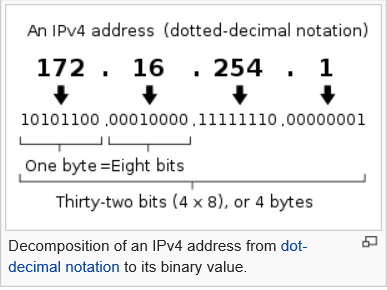 An IPv4 address (dotted-decimal notation)
172 . 16 . 254 . 1
10101100 .00010000 .11111110 .00000001
One byte =Eight bits
Thirty-two bits (4 x 8), or 4 bytes
Decomposition of an IPv4 address from dot-
decimal notation to its binary value.